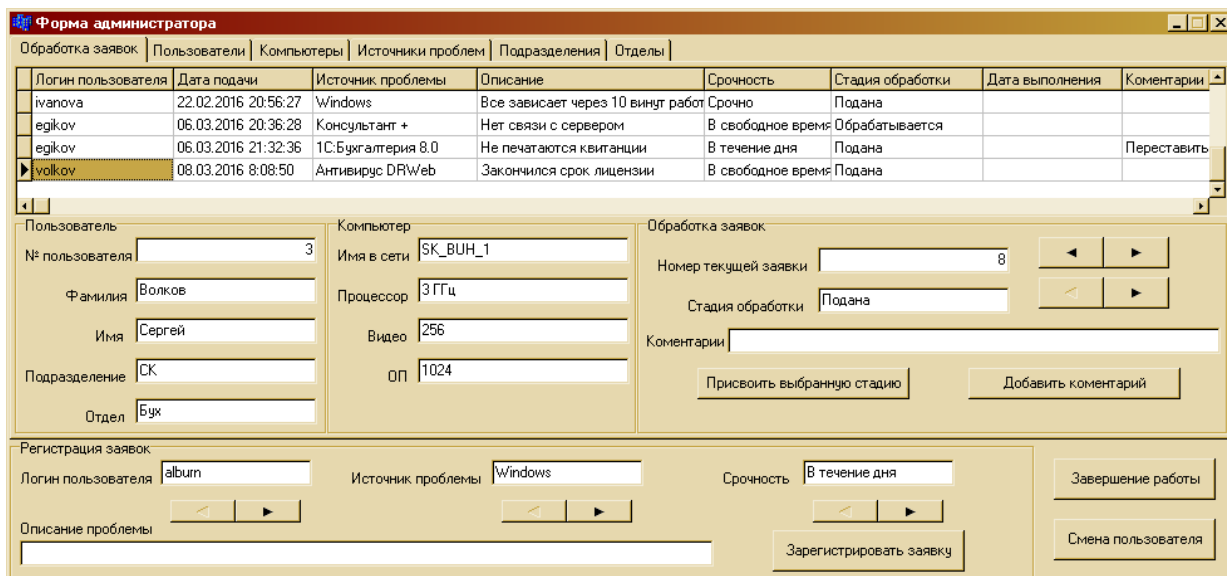 Форма администратора
Обработка заявок Пользователи Компьютеры Источники проблем Подразделения Отделы
Логин пользователя Дата подачи Источник проблемы Описание Срочность Стадия обработки Дата выполнения Коментарии
ivanova 22.02.2016 20:56:27 Windows Все зависает через 10 винут работ Срочно Подана
egikov 06.03.2016 20:36:28 Консультант + Нет связи с сервером В свободное время Обрабатывается
egikov 06.03.2016 21:32:36 1С:Бухгалтерия 8.0 Не печатаются квитанции В течение дня Подана Переставить
volkov 08.03.2016 8:08:50 Антивирус DRWeb Закончился срок лицензии В свободное время Подана
Пользователь Компьютер Обработка заявок
№ пользователя 3 Имя в сети SK_BUH_1 Номер текущей заявки 8
Фамилия Волков Процессор 3 ГГц Стадия обработки Подана
Имя Сергей Видео 256 Коментарии
Подразделение СК ОП 1024 Присвоить выбранную стадию Добавить коментарий
Отдел Бух
Регистрация заявок
Логин пользователя alburn Источник проблемы Windows Срочность В течение дня Завершение работы
Описание проблемы Смена пользователя
Зарегистрировать заявку